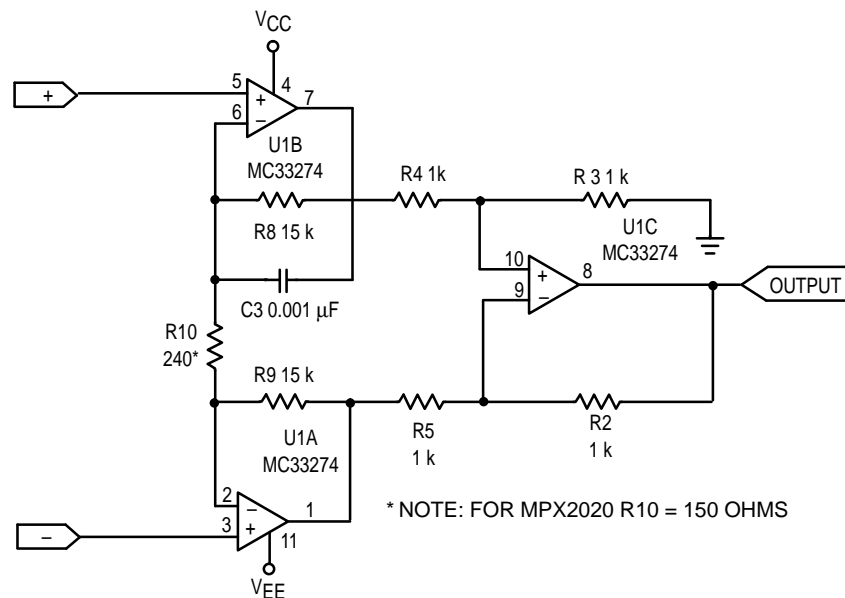 VCC
+
5
4
7
6
+
−
U1B
MC33274
R4 1k
R 3 1 k
R8 15 k
U1C
MC33274
10
8
9
+
−
OUTPUT
C3 0.001 μF
R10
240*
R9 15 k
R5
1 k
R2
1 k
U1A
MC33274
2
1
3
−
+
11
−
* NOTE: FOR MPX2020 R10 = 150 OHMS
VEE